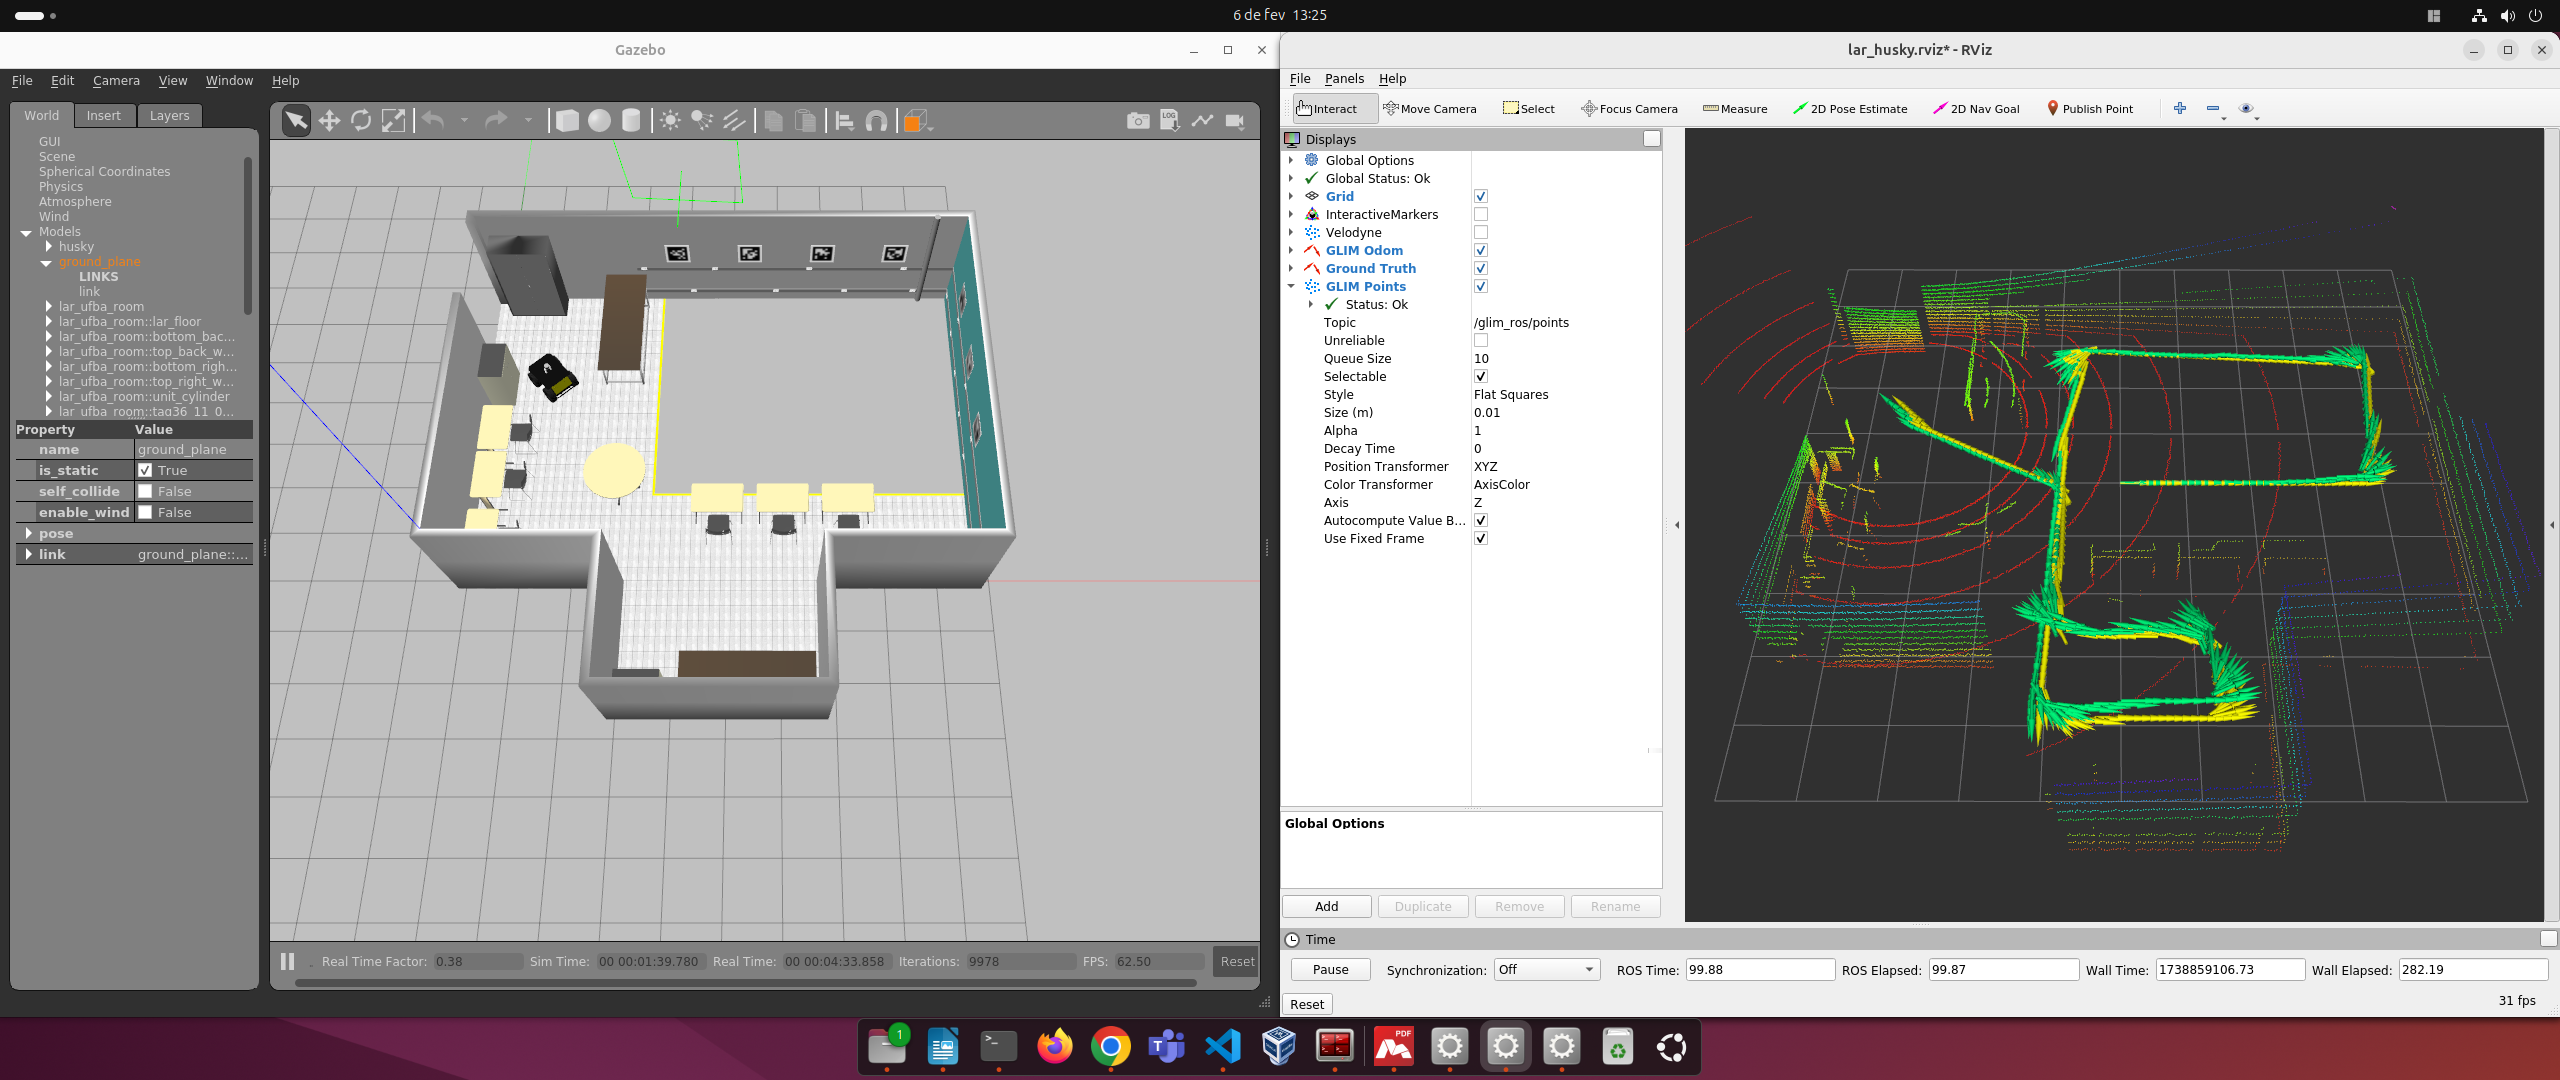 6 de fev 13:25
Gazebo
File Edit Camera View Window Help
World Insert Layers
GUI
Scene
Spherical Coordinates
Physics
Atmosphere
Wind
Models
husky
ground_plane
LINKS
link
lar_ufba_room
lar_ufba_room::lar_floor
lar_ufba_room::bottom_bac...
lar_ufba_room::top_back_w...
lar_ufba_room::bottom_righ...
lar_ufba_room::top_right_w...
lar_ufba_room::unit_cylinder
lar_ufba_room::tag36_11_0...
Property Value
name ground_plane
is_static True
self_collide False
enable_wind False
pose
link ground_plane::...
LOG
Real Time Factor: 0.38 Sim Time: 00 00:01:39.780 Real Time: 00 00:04:33.858 Iterations: 9978 FPS: 62.50 Reset
lar_husky.rviz* - RViz
File Panels Help
Interact Move Camera Select Focus Camera Measure 2D Pose Estimate 2D Nav Goal Publish Point
Displays
Global Options
Global Status: Ok
Grid
InteractiveMarkers
Velodyne
GLIM Odom
Ground Truth
GLIM Points
Status: Ok
Topic /glim_ros/points
Unreliable
Queue Size 10
Selectable
Style Flat Squares
Size (m) 0.01
Alpha 1
Decay Time 0
Position Transformer XYZ
Color Transformer AxisColor
Axis Z
Autocompute Value B...
Use Fixed Frame
Global Options
Add Duplicate Remove Rename
Time
Pause Synchronization: Off ROS Time: 99.88 ROS Elapsed: 99.87 Wall Time: 1738859106.73 Wall Elapsed: 282.19
Reset 31 fps
1
PDF